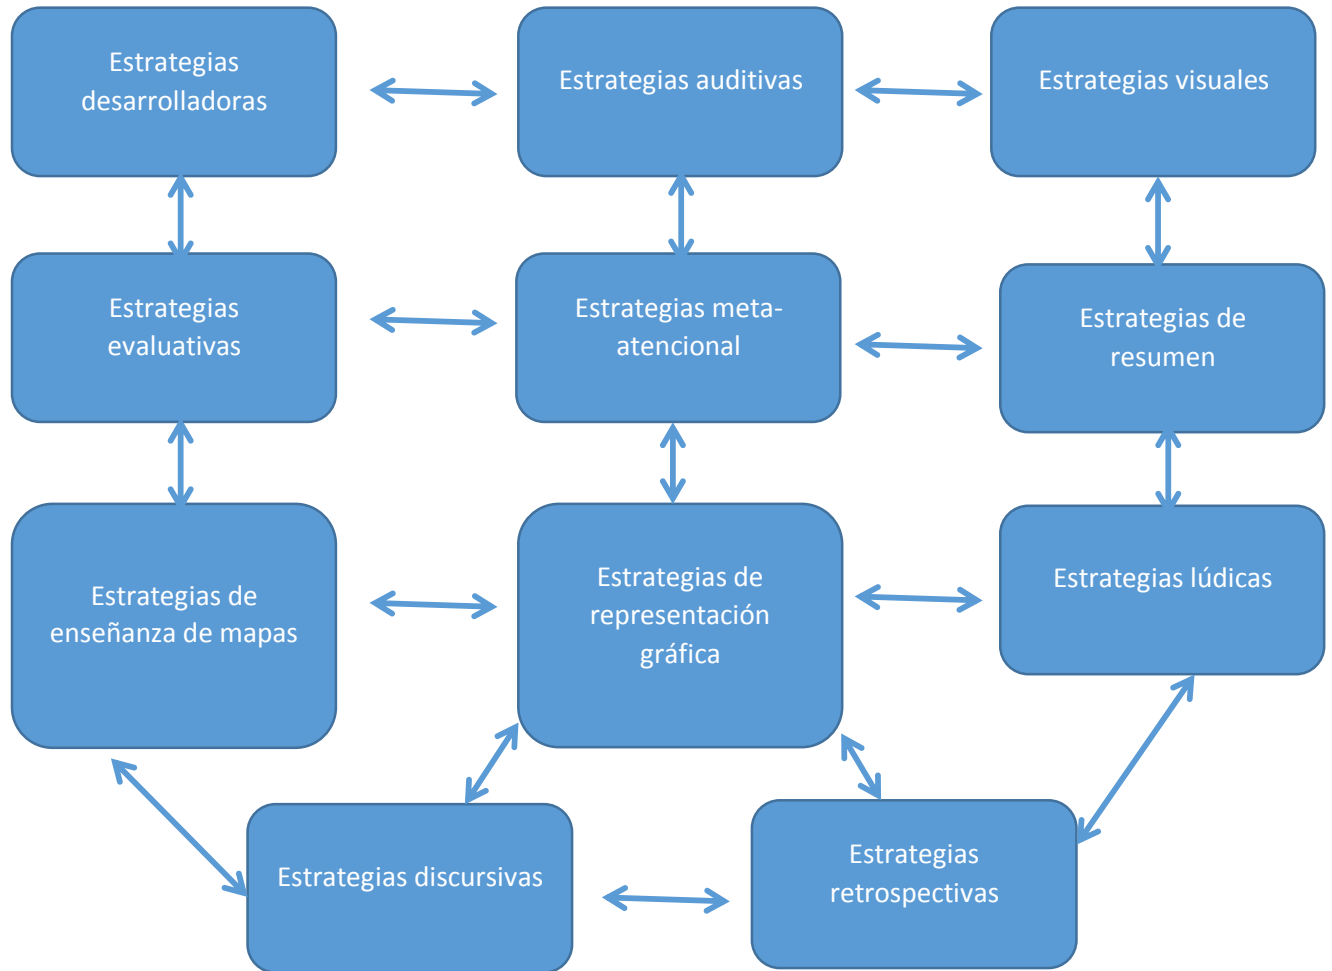 Estrategias
desarrolladoras
Estrategias auditivas
Estrategias visuales
Estrategias
evaluativas
Estrategias meta-
atencional
Estrategias de
resumen
Estrategias de
enseñanza de mapas
Estrategias de
representación
gráfica
Estrategias lúdicas
Estrategias discursivas
Estrategias
retrospectivas